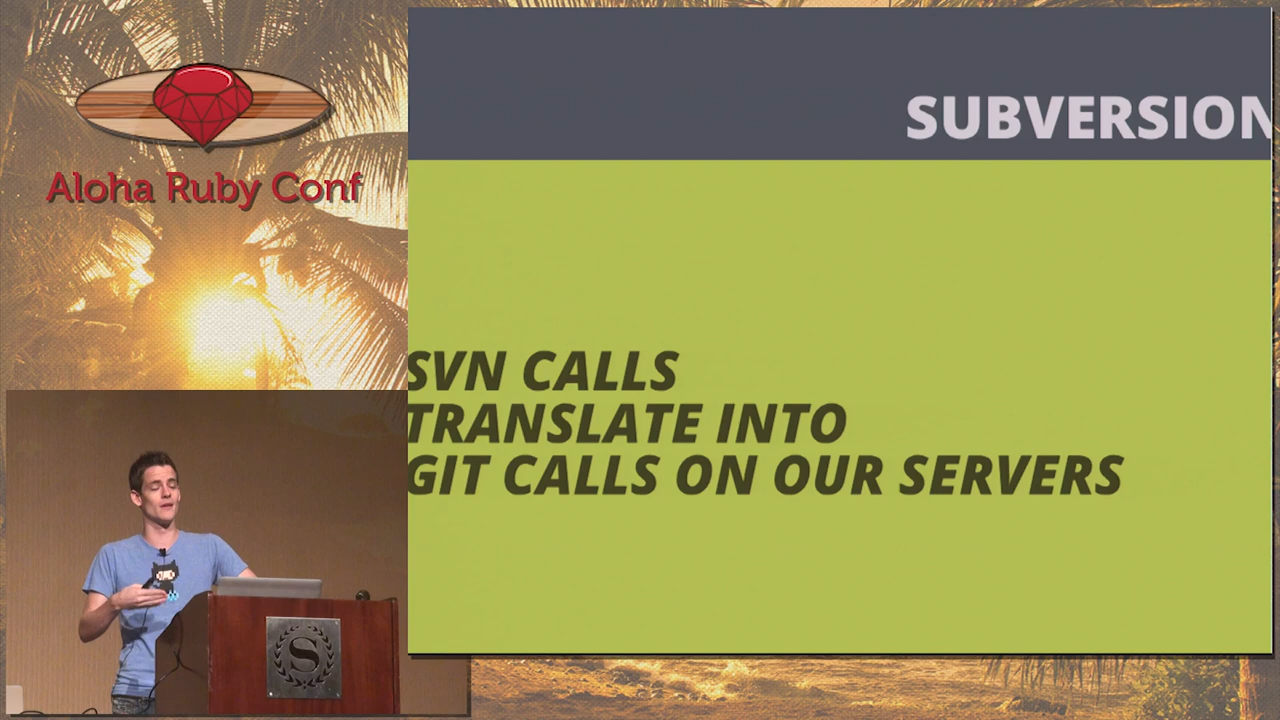 Aloha Ruby Conf
SUBVERSION
SVN CALLS
TRANSLATE INTO
GIT CALLS ON OUR SERVERS
S